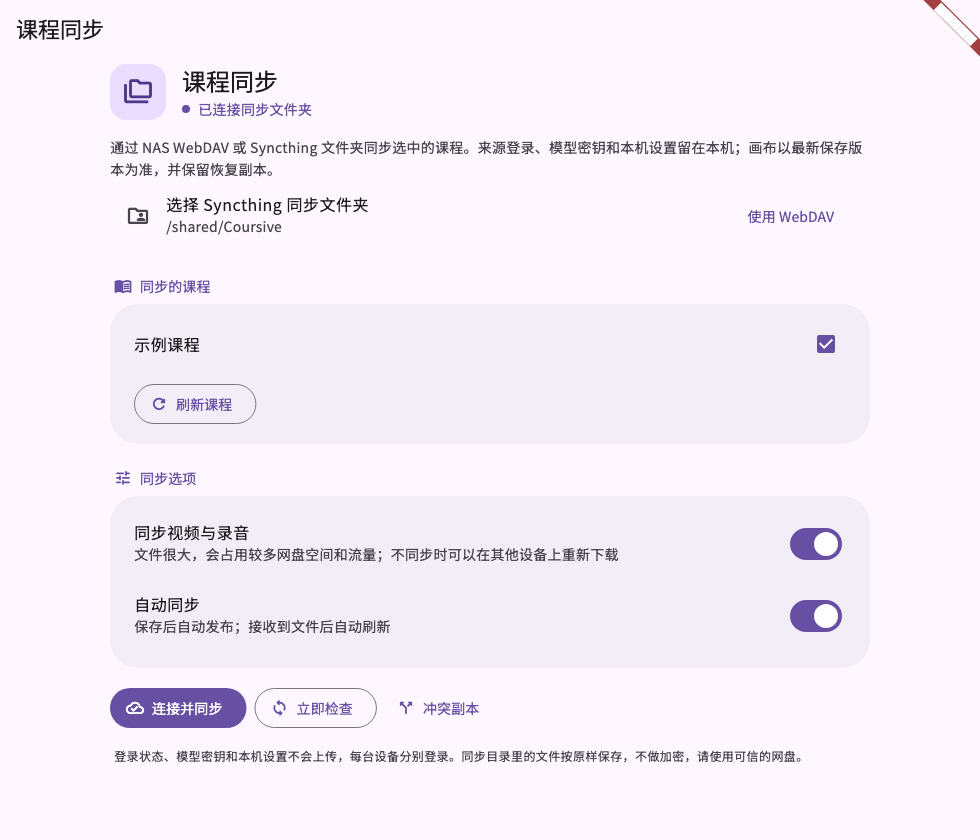 课程同步
课程同步
已连接同步文件夹
通过 NAS WebDAV 或 Syncthing 文件夹同步选中的课程。来源登录、模型密钥和本机设置留在本机；画布以最新保存版
本为准，并保留恢复副本。
选择 Syncthing 同步文件夹
/shared/Coursive
使用 WebDAV
同步的课程
示例课程
刷新课程
同步选项
同步视频与录音
文件很大，会占用较多网盘空间和流量；不同步时可以在其他设备上重新下载
自动同步
保存后自动发布；接收到文件后自动刷新
连接并同步
立即检查
冲突副本
登录状态、模型密钥和本机设置不会上传，每台设备分别登录。同步目录里的文件按原样保存，不做加密，请使用可信的网盘。